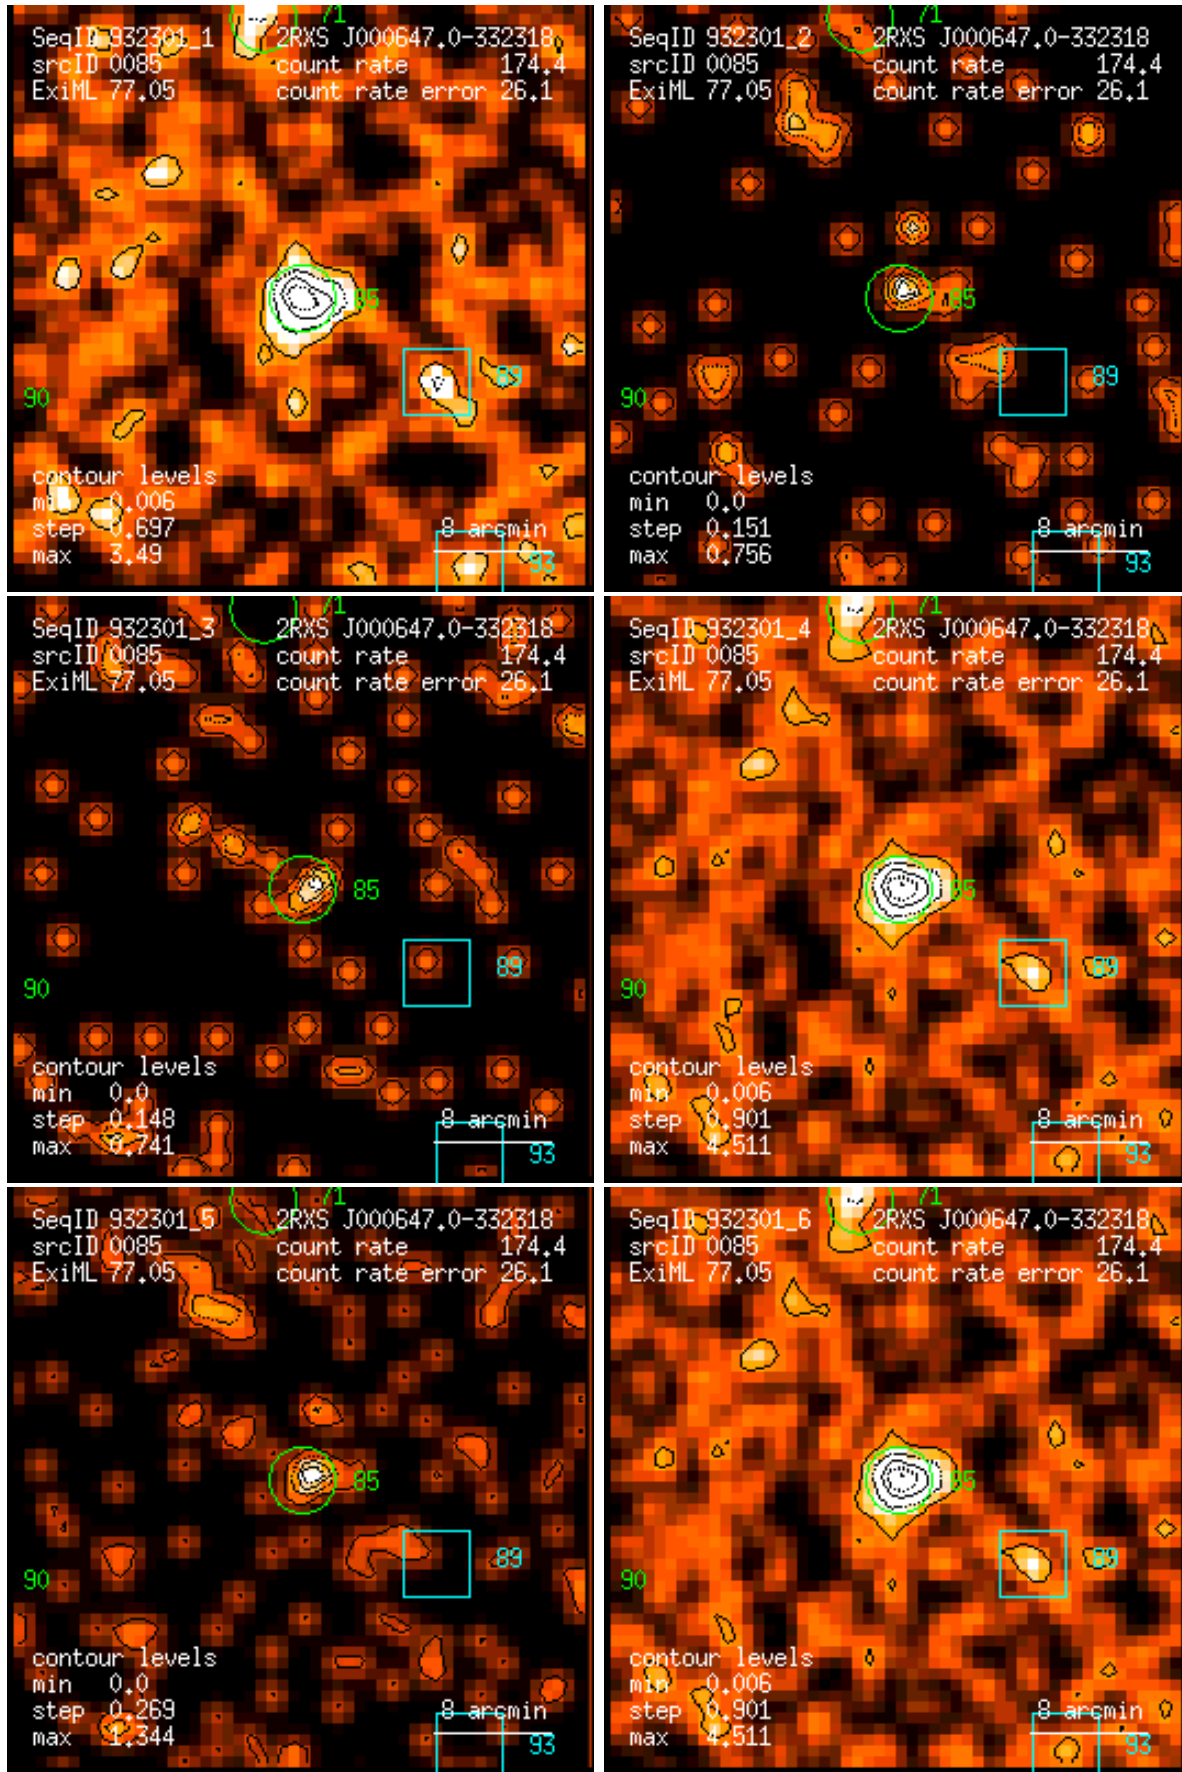 71
SeqID 932301_1 2RXS J000647.0-332318
srcID 0085 count rate 174.4
ExiML 77.05 count rate error 26.1
85
89
90
contour levels
min 0.006
step 0.697
max 3.49
8 arcmin
93
71
SeqID 932301_2 2RXS J000647.0-332318
srcID 0085 count rate 174.4
ExiML 77.05 count rate error 26.1
85
89
90
contour levels
min 0.0
step 0.151
max 0.756
8 arcmin
93
71
SeqID 932301_3 2RXS J000647.0-332318
srcID 0085 count rate 174.4
ExiML 77.05 count rate error 26.1
85
89
90
contour levels
min 0.0
step 0.148
max 0.741
8 arcmin
93
71
SeqID 932301_4 2RXS J000647.0-332318
srcID 0085 count rate 174.4
ExiML 77.05 count rate error 26.1
85
89
90
contour levels
min 0.006
step 0.901
max 4.511
8 arcmin
93
71
SeqID 932301_5 2RXS J000647.0-332318
srcID 0085 count rate 174.4
ExiML 77.05 count rate error 26.1
85
89
90
contour levels
min 0.0
step 0.269
max 1.344
8 arcmin
93
71
SeqID 932301_6 2RXS J000647.0-332318
srcID 0085 count rate 174.4
ExiML 77.05 count rate error 26.1
85
89
90
contour levels
min 0.006
step 0.901
max 4.511
8 arcmin
93